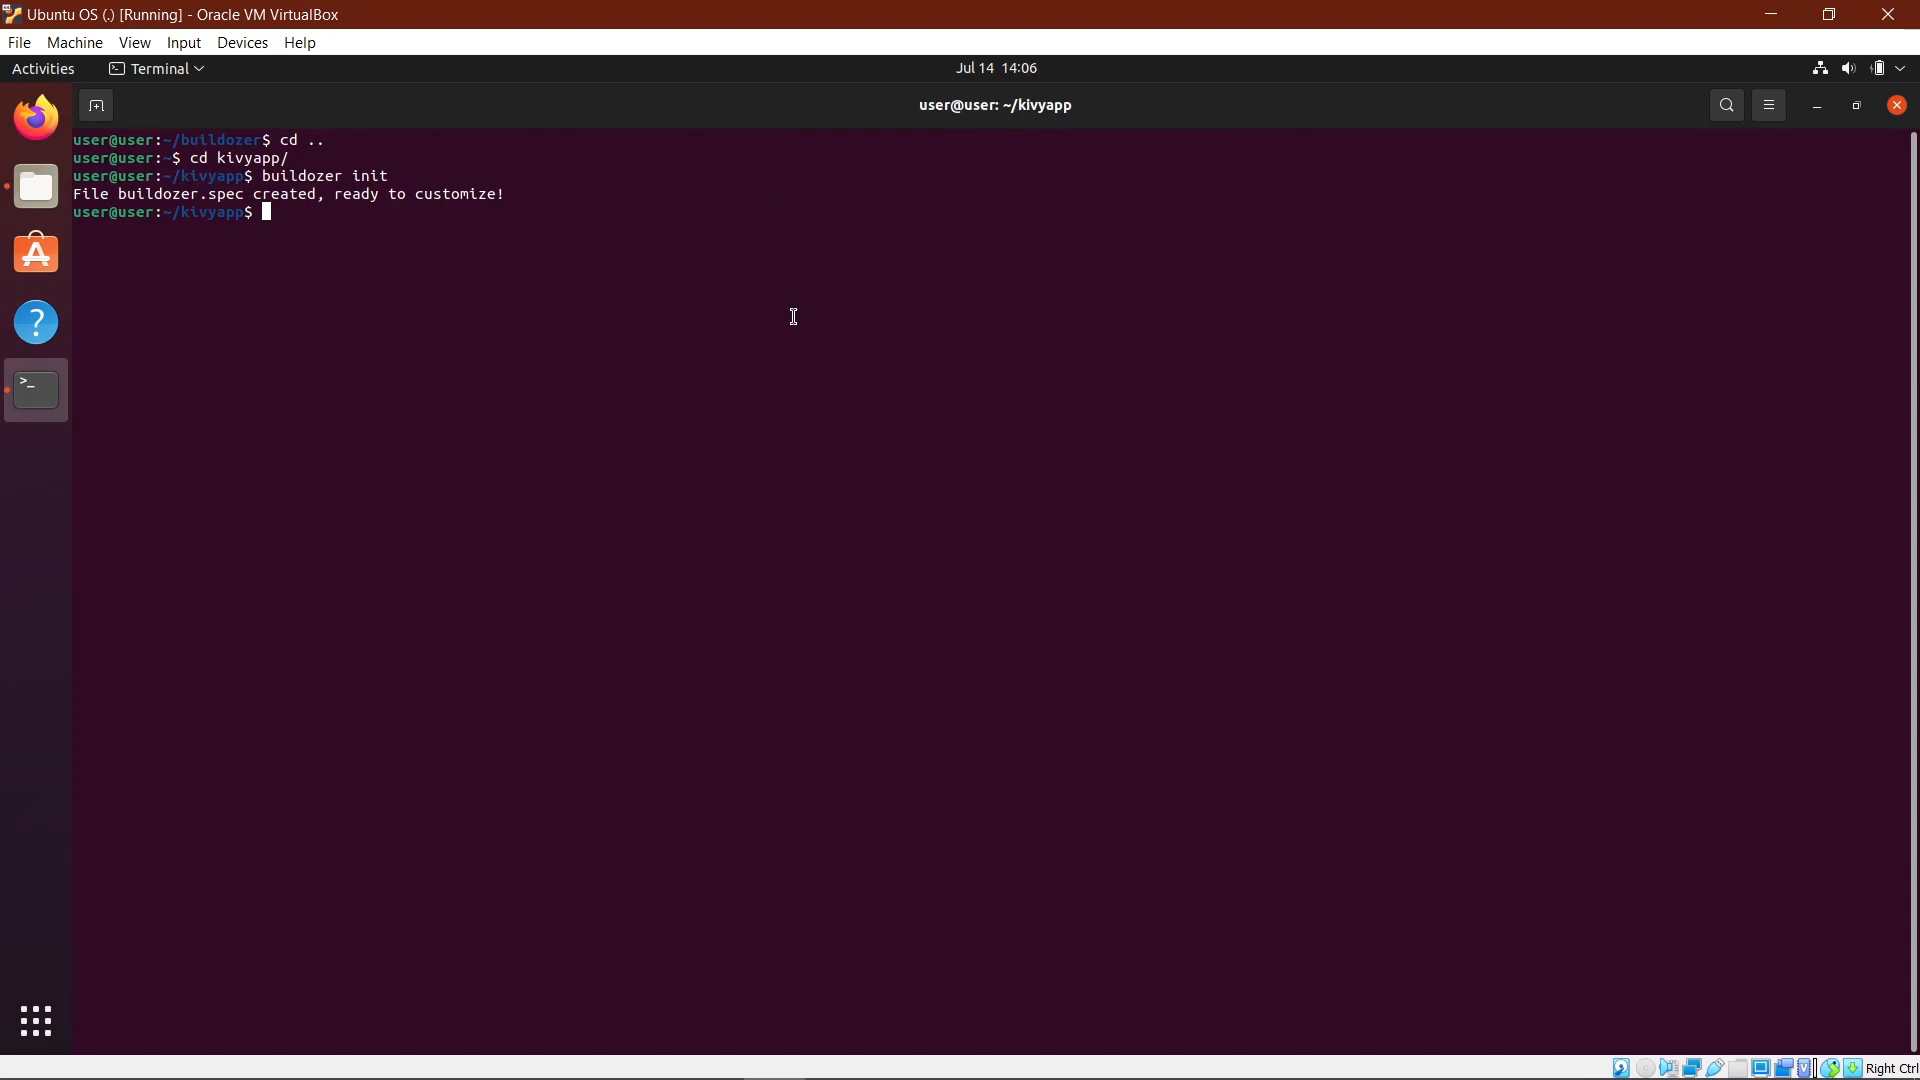 Ubuntu OS (.) [Running] - Oracle VM VirtualBox
File Machine View Input Devices Help
Activities Terminal Jul 14 14:06
user@user: ~/kivyapp
user@user:~/buildozer$ cd ..
user@user:~$ cd kivyapp/
user@user:~/kivyapp$ buildozer init
File buildozer.spec created, ready to customize!
user@user:~/kivyapp$
Right Ctrl